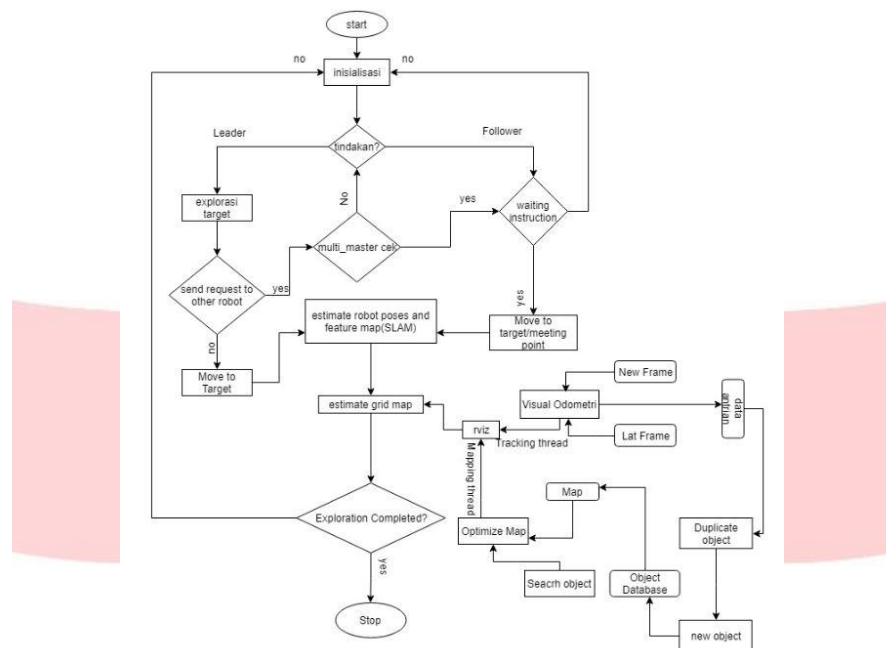 start
no
no
inisialisasi
Leader
Follower
tindakan?
explorasi
target
No
yes
waiting
instruction
multi_master cek
send request to
other robot
yes
estimate robot poses and
feature map(SLAM)
yes
Move to
target/meeting
point
no
Move to
Target
New Frame
estimate grid map
Visual Odometri
data
antrian
rviz
Tracking thread
Lat Frame
Mapping thread
Map
Exploration Completed?
Optimize Map
Duplicate
object
Seacrh object
Object
Database
yes
Stop
new object